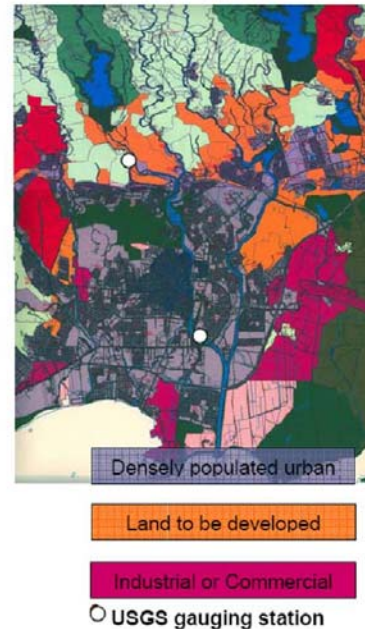 Densely populated urban
Land to be developed
Industrial or Commercial
USGS gauging station